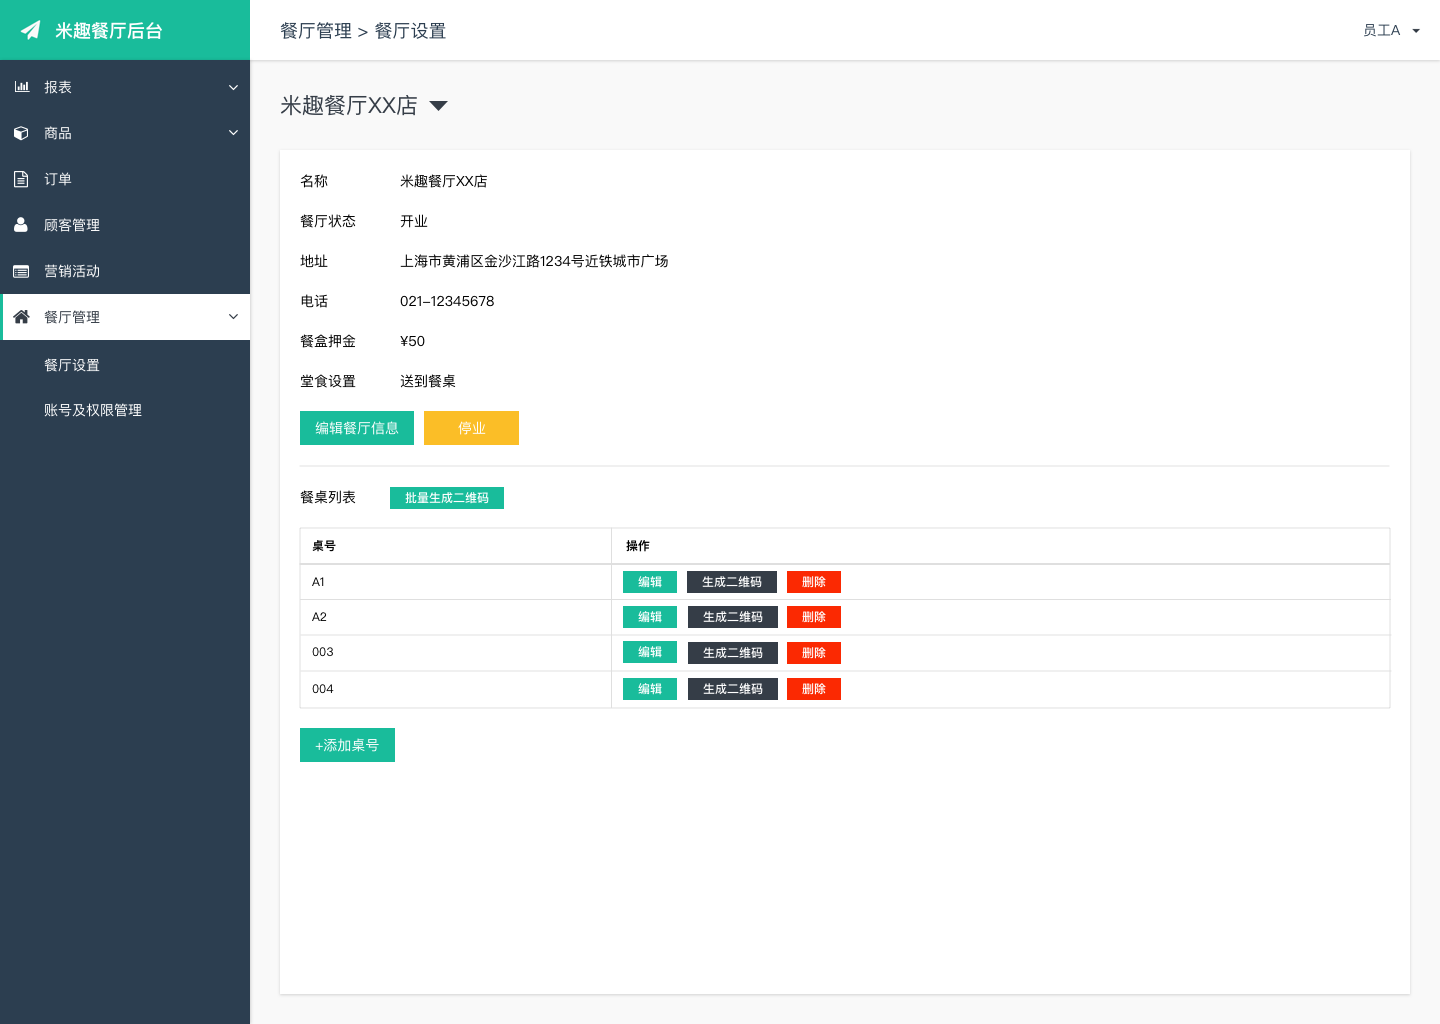 米趣餐厅后台
餐厅管理 > 餐厅设置
员工A
报表
商品
订单
顾客管理
营销活动
餐厅管理
餐厅设置
账号及权限管理
米趣餐厅XX店
名称 米趣餐厅XX店
餐厅状态 开业
地址 上海市黄浦区金沙江路1234号近铁城市广场
电话 021-12345678
餐盒押金 ¥50
堂食设置 送到餐桌
编辑餐厅信息 停业
餐桌列表 批量生成二维码
桌号 操作
A1 编辑 生成二维码 删除
A2 编辑 生成二维码 删除
003 编辑 生成二维码 删除
004 编辑 生成二维码 删除
+添加桌号